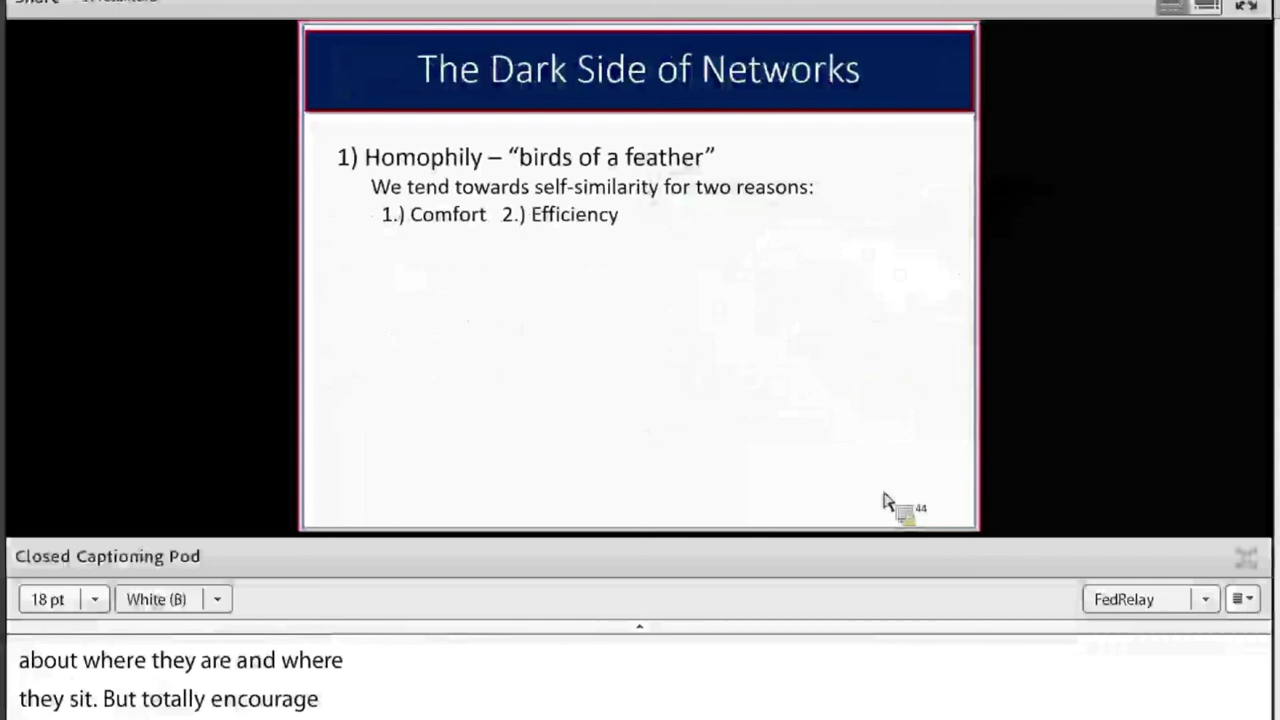 The Dark Side of Networks
1) Homophily – “birds of a feather”
We tend towards self-similarity for two reasons:
1.) Comfort 2.) Efficiency
44
Closed Captioning Pod
18 pt White (B) FedRelay
about where they are and where
they sit. But totally encourage